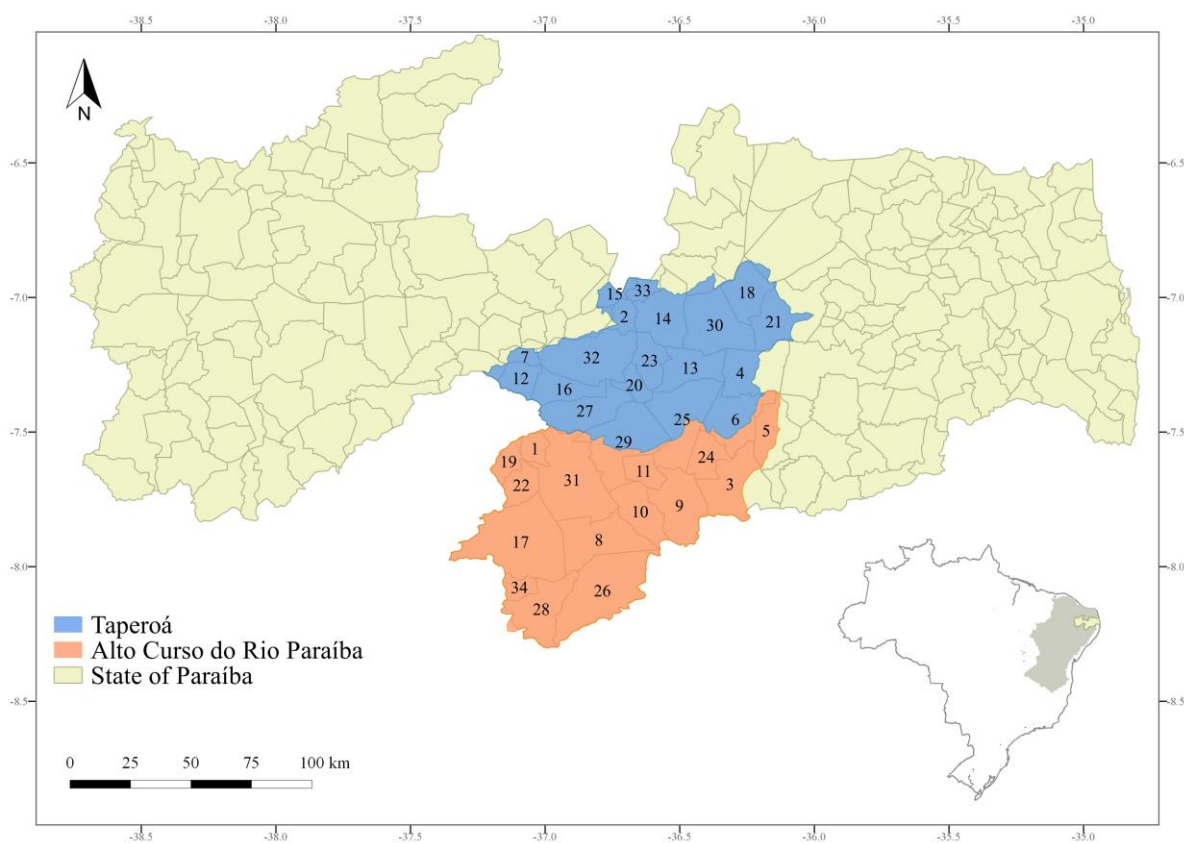 -38.5 -38.0 -37.5 -37.0 -36.5 -36.0 -35.5 -35.0
N
-6.5 -6.5
-7.0 -7.0
15 33 18
2 14 30 21
7 32 23 13 4
12 16 20
27 25 6
29 5
-7.5 -7.5
1 24
19 11
22 31 3
10 9
17 8
-8.0 -8.0
34 26
28
Taperoá
Alto Curso do Rio Paraíba
State of Paraíba
-8.5 -8.5
0 25 50 75 100 km
-38.5 -38.0 -37.5 -37.0 -36.5 -36.0 -35.5 -35.0